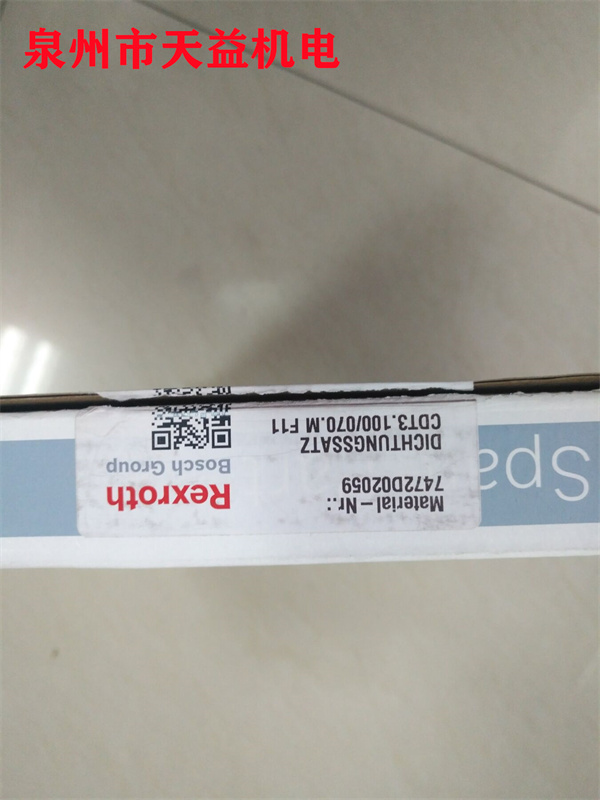 泉州市天益机电
Material-Nr.:
7472D02059
DICHTUNGSSATZ
CDT3.100/070.M F11
Rexroth
Bosch Group
Spa